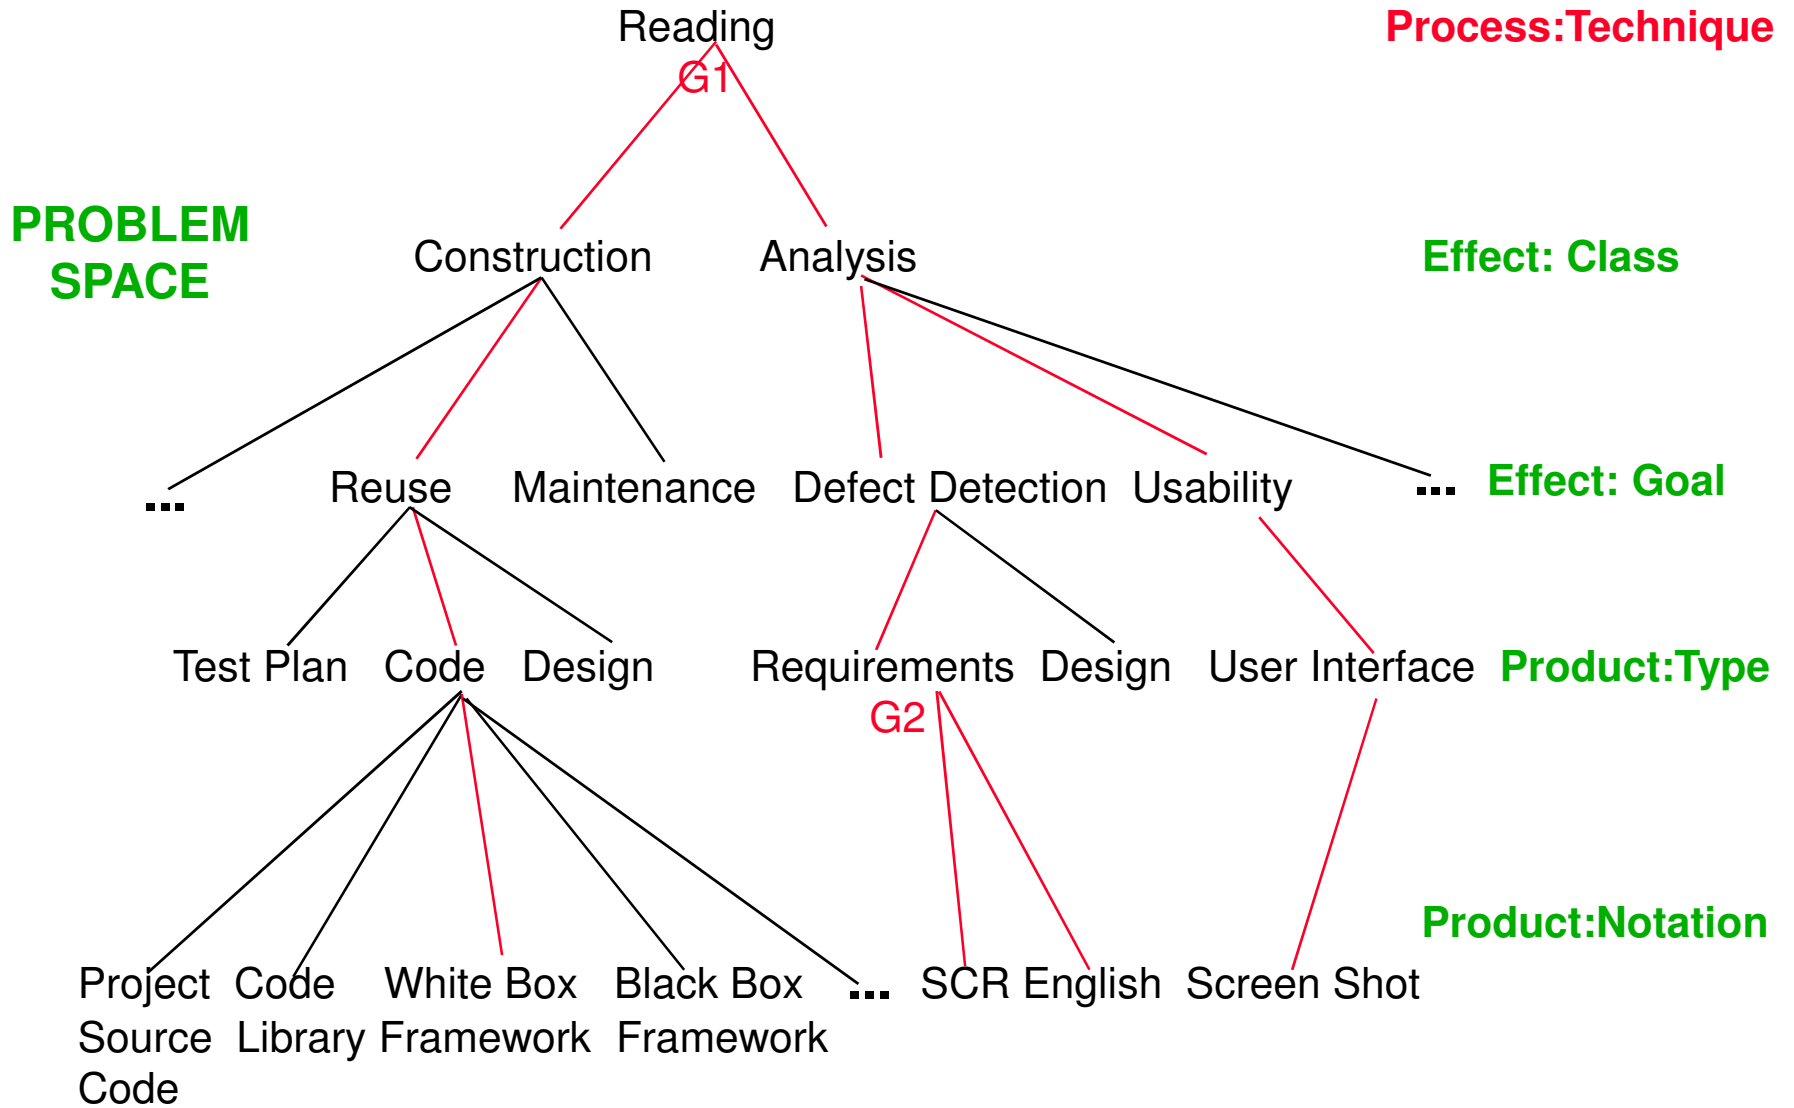 Reading Process:Technique
G1
PROBLEM
SPACE
Construction Analysis Effect: Class
... Reuse Maintenance Defect Detection Usability ... Effect: Goal
Test Plan Code Design Requirements Design User Interface Product:Type
G2
Product:Notation
Project Code White Box Black Box ... SCR English Screen Shot
Source Library Framework Framework
Code